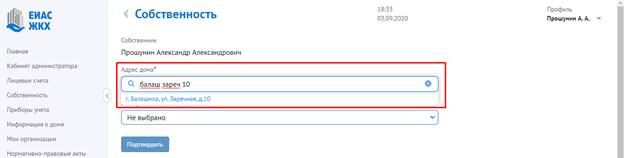 ЕИАС
ЖКХ
Главная
Кабинет администратора
Лицевые счета
Собственность
Приборы учета
Информация о доме
Мои организации
Нормативно-правовые акты
Собственность
18:33
03.09.2020
Профиль
Прошунин А. А.
Собственник
Прошунин Александр Александрович
Адрес дома*
балаш зареч 10
г. Балашиха, ул. Заречная, д.10
Не выбрано
Подтвердить